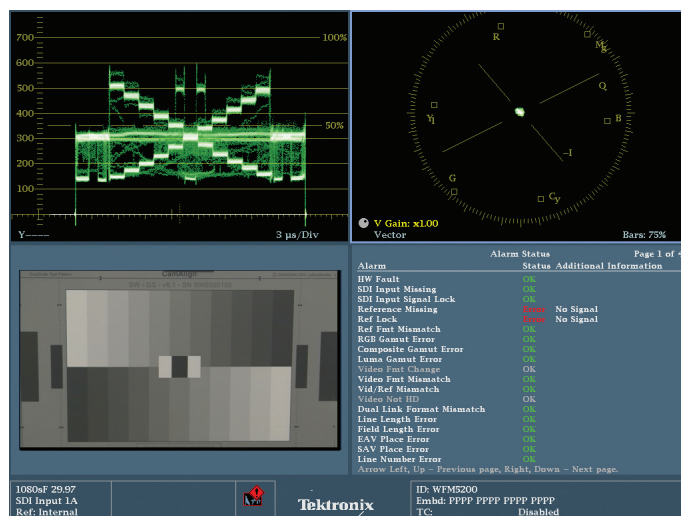 700
600
500
400
300
200
100
100%
50%
Y----
3 µs/Div
R
Mg
Q
B
Yl
-I
G
Cy
V Gain: x1.00
Vector
Bars: 75%
CamAlign
Alarm Status Page 1 of 4
Alarm Status Additional Information
HW Fault OK
SDI Input Missing OK
SDI Input Signal Lock OK
Reference Missing Error No Signal
Ref Lock Error No Signal
Ref Fmt Mismatch OK
RGB Gamut Error OK
Composite Gamut Error OK
Luma Gamut Error OK
Video Fmt Change OK
Video Fmt Mismatch OK
Vid/Ref Mismatch OK
Video Not HD OK
Dual Link Format Mismatch OK
Line Length Error OK
Field Length Error OK
EAV Place Error OK
SAV Place Error OK
Line Number Error OK
Arrow Left, Up - Previous page, Right, Down - Next page.
1080sF 29.97
SDI Input 1A
Ref: Internal
Tektronix
ID: WFM5200
Embd: PPPP PPPP PPPP PPPP
TC: Disabled